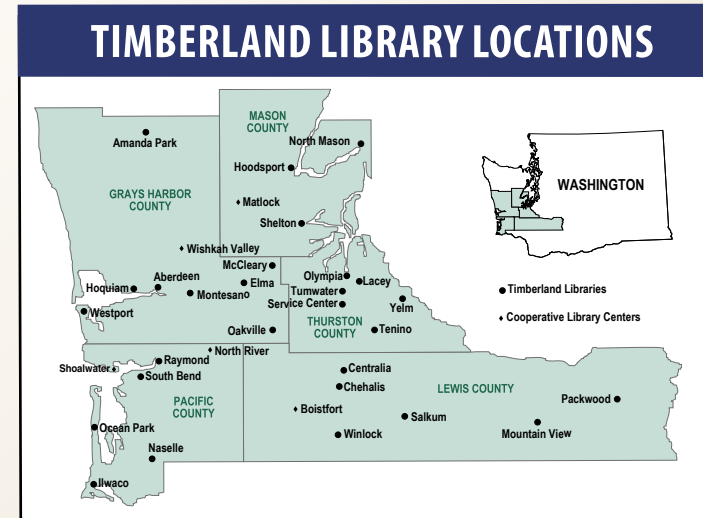 TIMBERLAND LIBRARY LOCATIONS
MASON
COUNTY
North Mason
Amanda Park
Hoodsport
WASHINGTON
GRAYS HARBOR
COUNTY
Matlock
Shelton
Wishkah Valley
McCleary
Olympia
Lacey
Aberdeen
Elma
Hoquiam
Montesano
Tumwater
Service Center
Timberland Libraries
Yelm
Westport
Cooperative Library Centers
THURSTON
COUNTY
Oakville
Tenino
North River
Raymond
Shoalwater
South Bend
Centralia
Chehalis
LEWIS COUNTY
Packwood
PACIFIC
COUNTY
Boistfort
Salkum
Ocean Park
Winlock
Mountain View
Naselle
Ilwaco